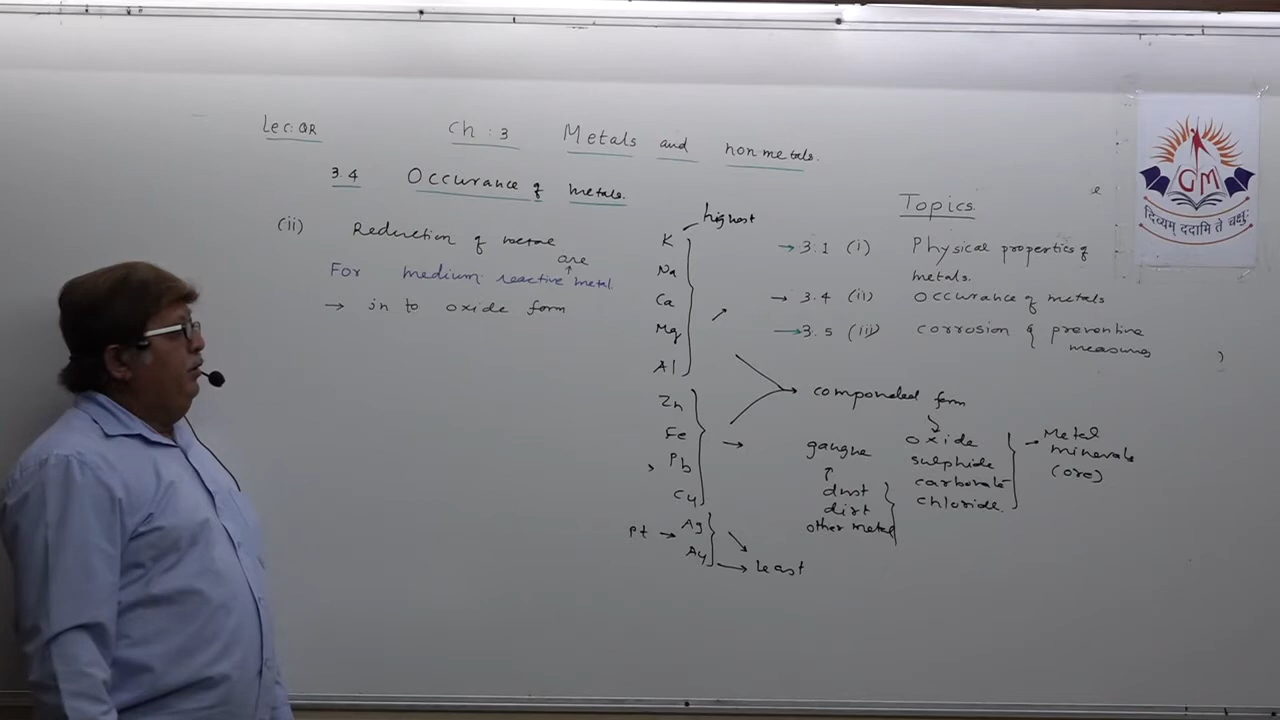 Lec: QR
Ch : 3 Metals and nonmetals.
3.4 Occurance of metals.
(ii) Reduction of metal
ore
For medium reactive metal
→ in to oxide form
highest
K
Na
Ca
Mg
Al
Zn
Fe
Pb
Cu
Pt → Ag
Au
→ Least
Topics
→ 3.1 (i) Physical properties of
metals.
→ 3.4 (ii) Occurance of metals
→ 3.5 (iii) corrosion & preventive
measures
componded form
oxide
sulphide
carbonate
chloride.
→ Metal
minerals
(ore)
gangue
dust
dirt
other metal
GM
दिव्यम् ददामि ते चक्षुः